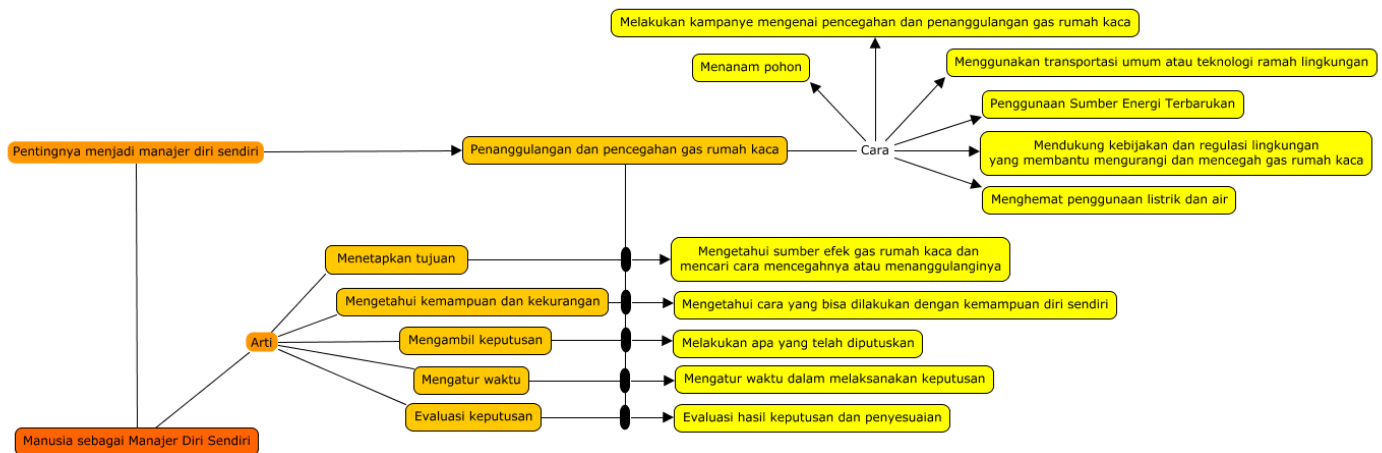 Melakukan kampanye mengenai pencegahan dan penanggulangan gas rumah kaca
Menanam pohon
Menggunakan transportasi umum atau teknologi ramah lingkungan
Penggunaan Sumber Energi Terbarukan
Pentingnya menjadi manajer diri sendiri
Penanggulangan dan pencegahan gas rumah kaca
Cara
Mendukung kebijakan dan regulasi lingkungan
yang membantu mengurangi dan mencegah gas rumah kaca
Menghemat penggunaan listrik dan air
Menetapkan tujuan
Mengetahui sumber efek gas rumah kaca dan
mencari cara mencegahnya atau menanggulanginya
Mengetahui kemampuan dan kekurangan
Mengetahui cara yang bisa dilakukan dengan kemampuan diri sendiri
Arti
Mengambil keputusan
Melakukan apa yang telah diputuskan
Mengatur waktu
Mengatur waktu dalam melaksanakan keputusan
Evaluasi keputusan
Evaluasi hasil keputusan dan penyesuaian
Manusia sebagai Manajer Diri Sendiri